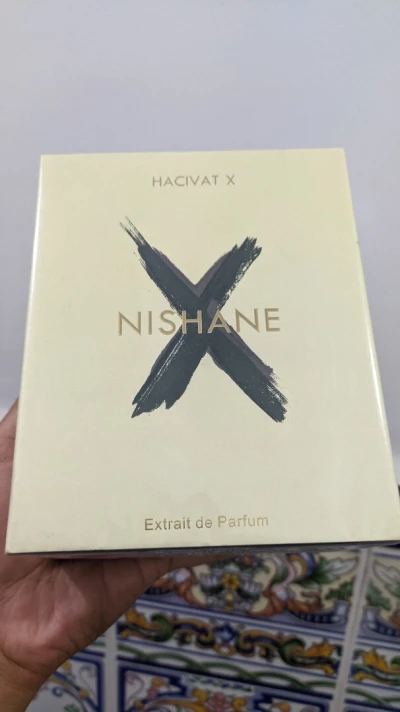 HACIVAT X
NISHANE
Extrait de Parfum